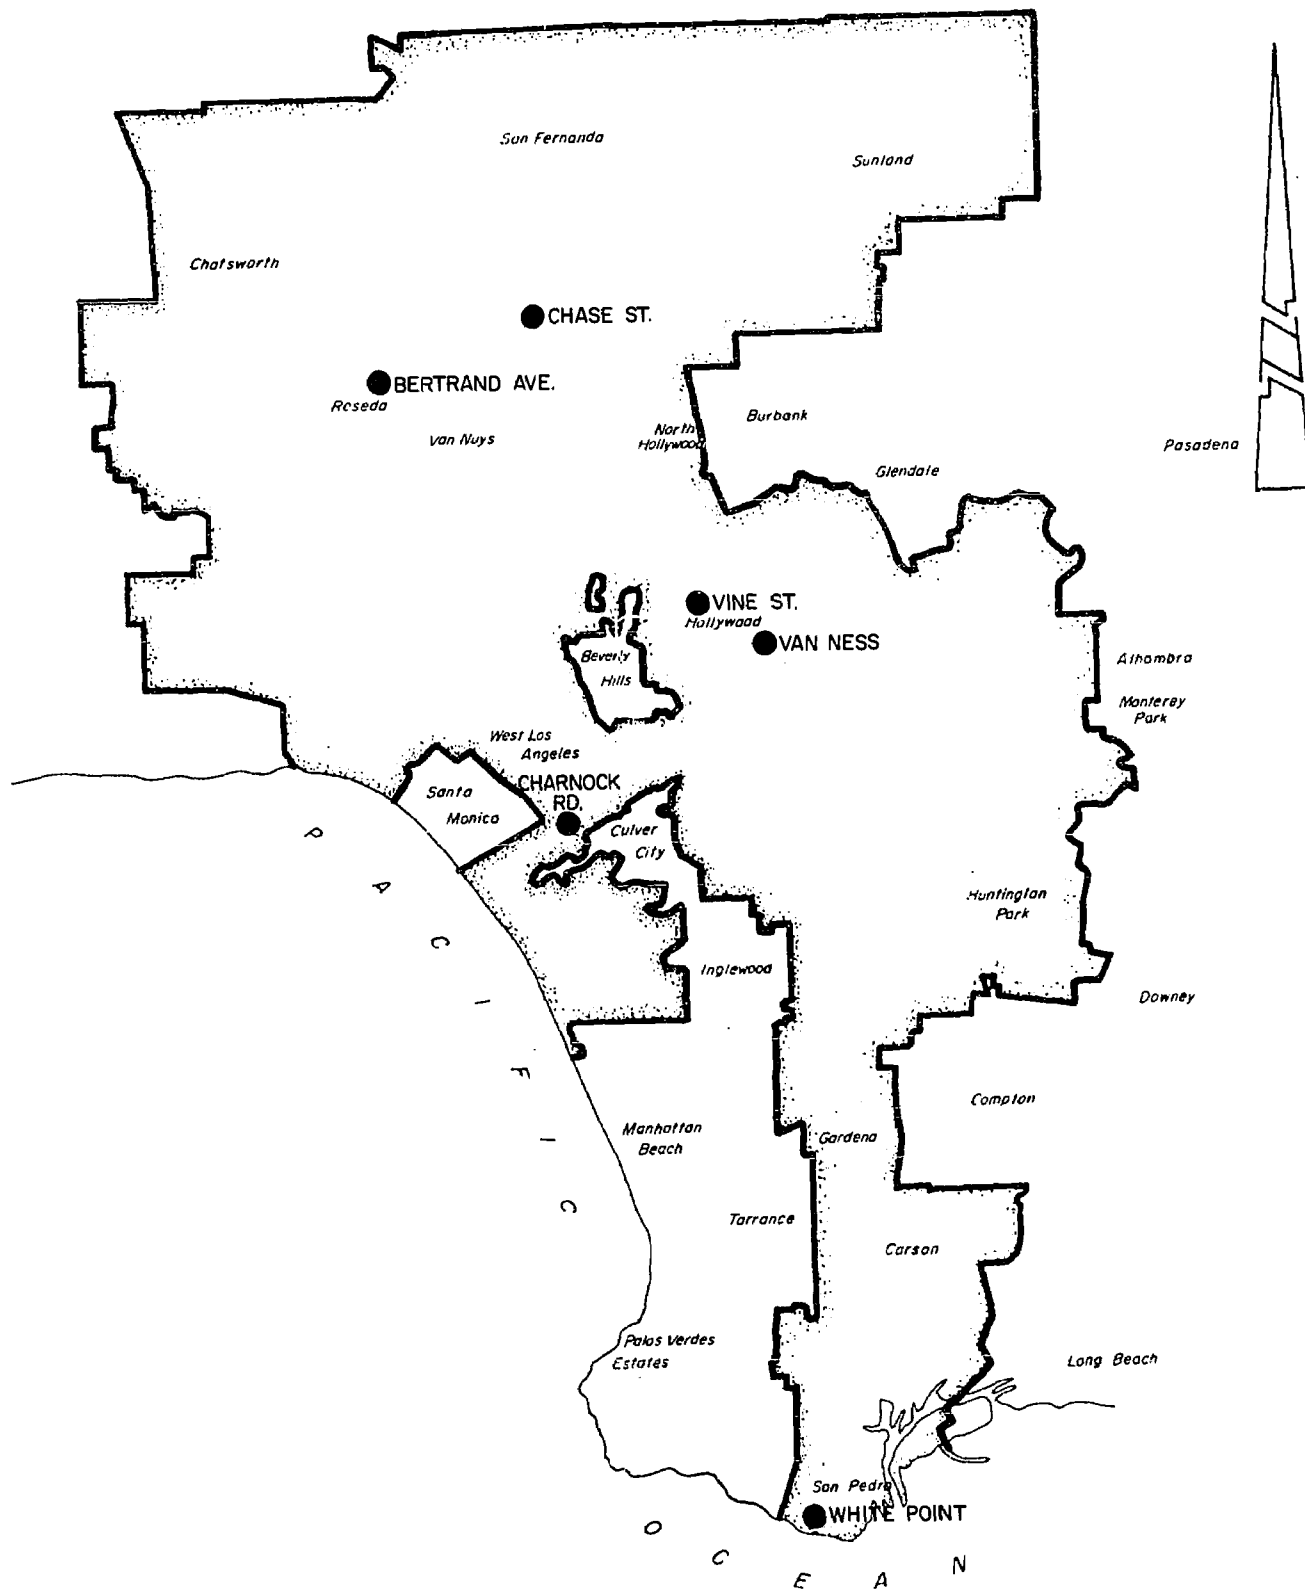 San Fernanda
Sunland
Chatsworth
CHASE ST.
BERTRAND AVE.
Reseda
Van Nuys
North
Hollywood
Burbank
Glendale
Pasadena
VINE ST.
Hollywood
VAN NESS
Beverly
Hills
Alhambra
Monterey
Park
West Los
Angeles
Santa
Monica
CHARNOCK
RD.
Culver
City
Huntington
Park
Inglewood
Downey
Compton
Manhattan
Beach
Gardena
Torrance
Carson
Palos Verdes
Estates
Long Beach
San Pedro
WHITE POINT
PACIFIC
OCEAN